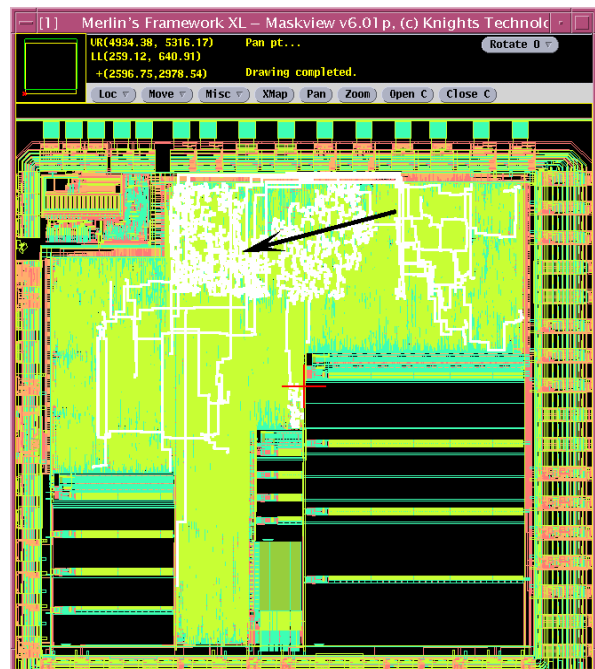 [1] Merlin's Framework XL – Maskview v6.01p, (c) Knights Technolc
UR(4934.38, 5316.17) Pan pt...
LL(259.12, 640.91)
+(2596.75,2978.54) Drawing completed.
Rotate 0
Loc Move Misc XMap Pan Zoom Open C Close C